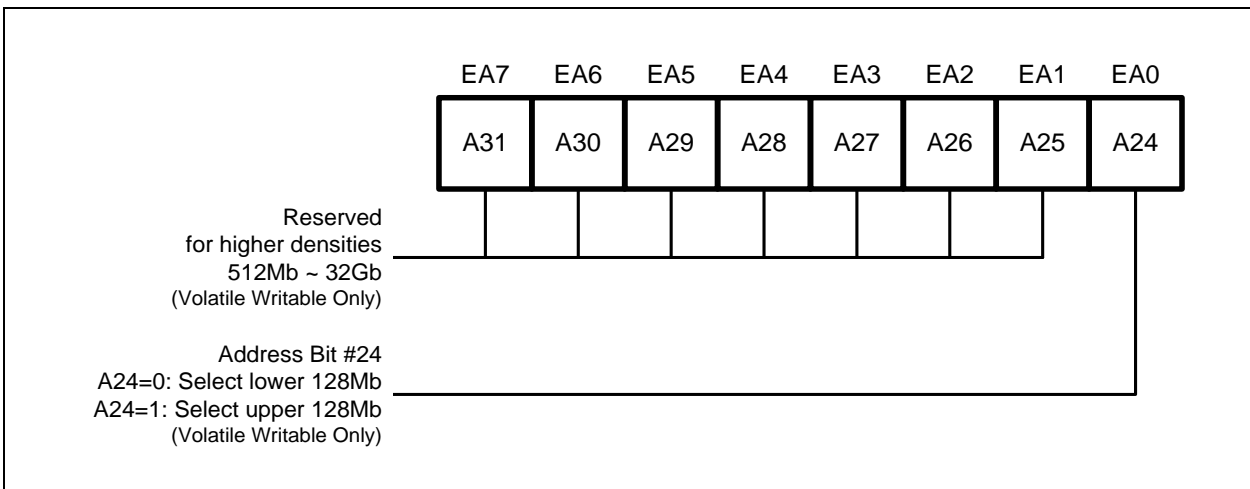 EA7 EA6 EA5 EA4 EA3 EA2 EA1 EA0
A31 A30 A29 A28 A27 A26 A25 A24
Reserved
for higher densities
512Mb ~ 32Gb
(Volatile Writable Only)
Address Bit #24
A24=0: Select lower 128Mb
A24=1: Select upper 128Mb
(Volatile Writable Only)